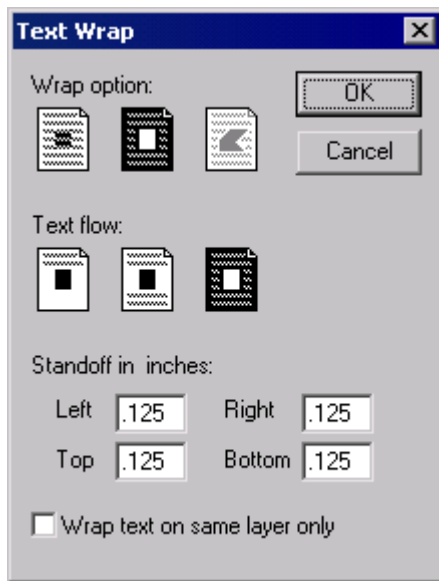 Text Wrap
Wrap option:
OK
Cancel
Text flow:
Standoff in inches:
Left .125 Right .125
Top .125 Bottom .125
Wrap text on same layer only